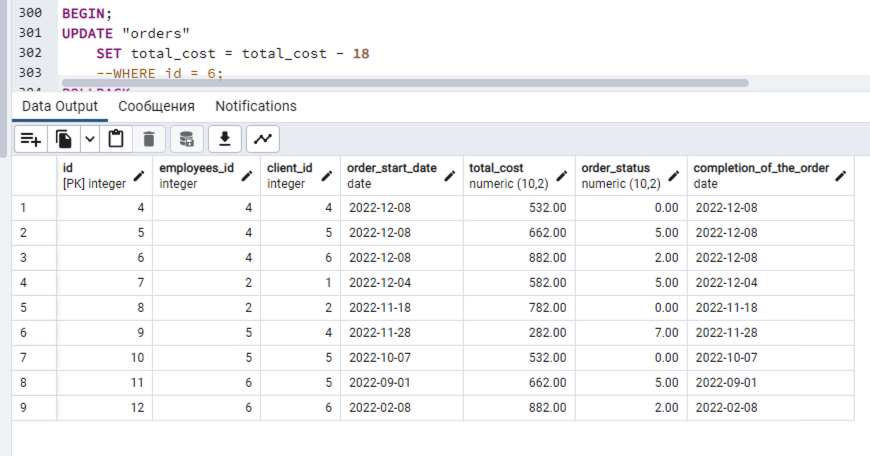 300 BEGIN;
301 UPDATE "orders"
302 SET total_cost = total_cost - 18
303 --WHERE id = 6;
304 ROLLBACK
Data Output Сообщения Notifications
id employees_id client_id order_start_date total_cost order_status completion_of_the_order
[PK] integer integer integer date numeric (10,2) numeric (10,2) date
1 4 4 4 2022-12-08 532.00 0.00 2022-12-08
2 5 4 5 2022-12-08 662.00 5.00 2022-12-08
3 6 4 6 2022-12-08 882.00 2.00 2022-12-08
4 7 2 1 2022-12-04 582.00 5.00 2022-12-04
5 8 2 2 2022-11-18 782.00 0.00 2022-11-18
6 9 5 4 2022-11-28 282.00 7.00 2022-11-28
7 10 5 5 2022-10-07 532.00 0.00 2022-10-07
8 11 6 5 2022-09-01 662.00 5.00 2022-09-01
9 12 6 6 2022-02-08 882.00 2.00 2022-02-08